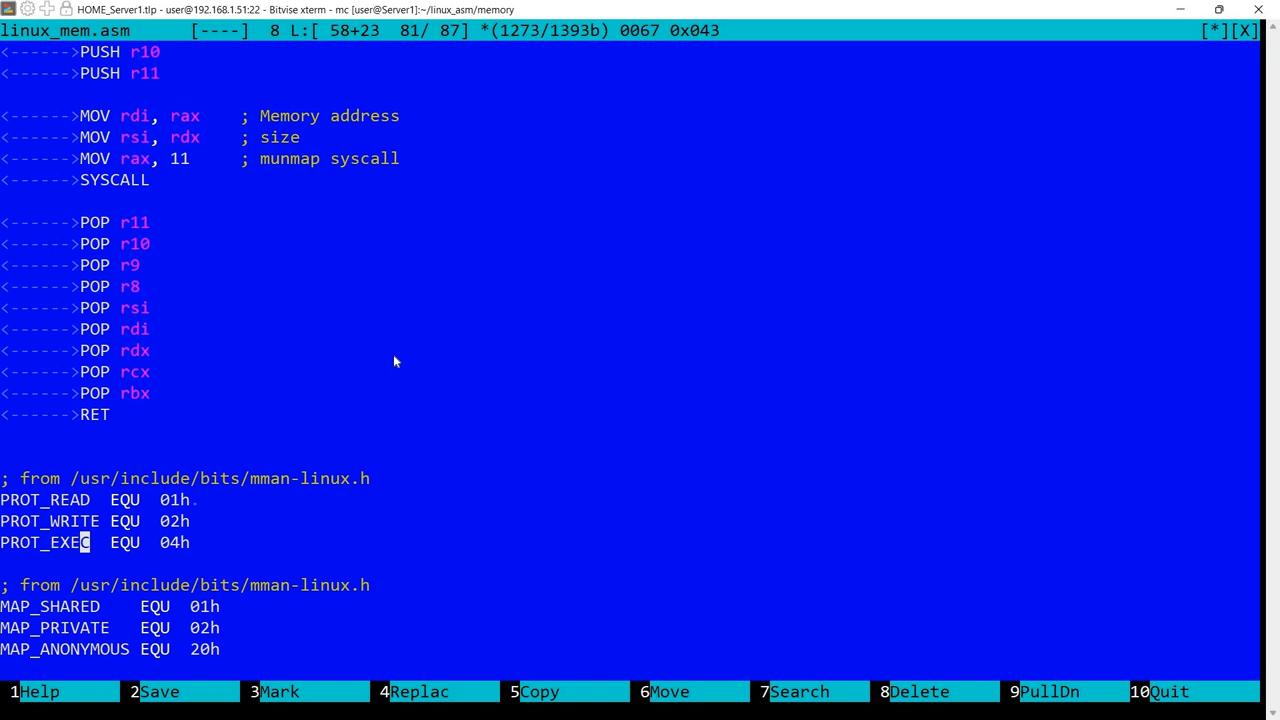 HOME_Server1.tlp - user@192.168.1.51:22 - Bitvise xterm - mc [user@Server1]:~/linux_asm/memory
linux_mem.asm [----] 8 L:[ 58+23 81/ 87] *(1273/1393b) 0067 0x043 [*][X]
<------>PUSH r10
<------>PUSH r11
<------>MOV rdi, rax ; Memory address
<------>MOV rsi, rdx ; size
<------>MOV rax, 11 ; munmap syscall
<------>SYSCALL
<------>POP r11
<------>POP r10
<------>POP r9
<------>POP r8
<------>POP rsi
<------>POP rdi
<------>POP rdx
<------>POP rcx
<------>POP rbx
<------>RET
; from /usr/include/bits/mman-linux.h
PROT_READ EQU 01h.
PROT_WRITE EQU 02h
PROT_EXEC EQU 04h
; from /usr/include/bits/mman-linux.h
MAP_SHARED EQU 01h
MAP_PRIVATE EQU 02h
MAP_ANONYMOUS EQU 20h
1Help 2Save 3Mark 4Replac 5Copy 6Move 7Search 8Delete 9PullDn 10Quit